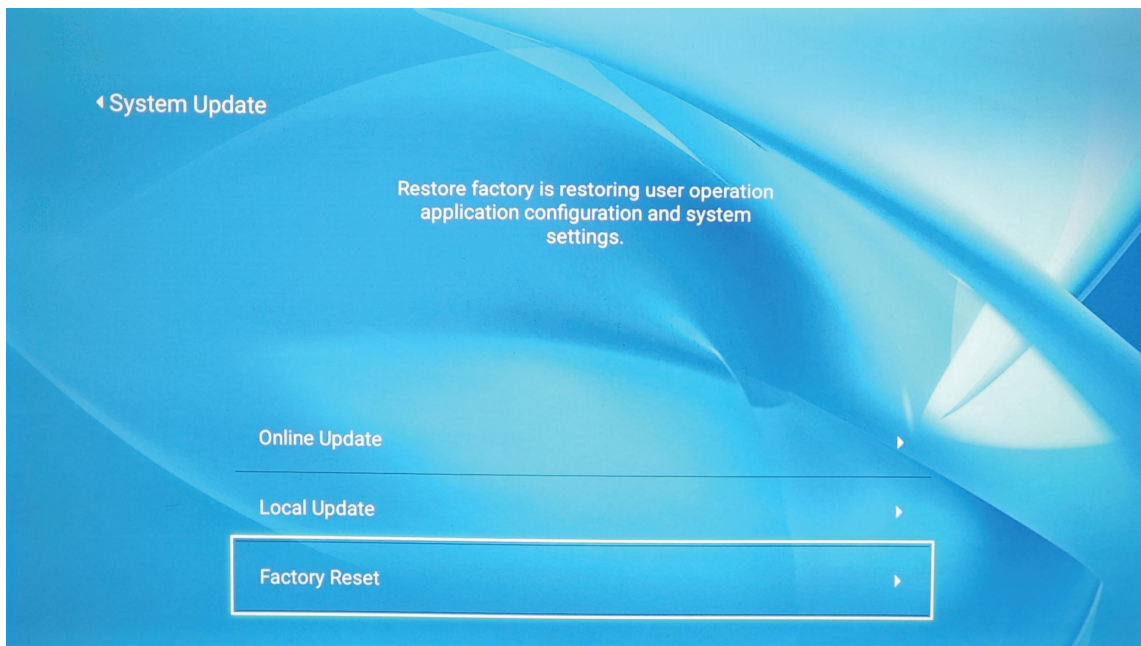 System Update
Restore factory is restoring user operation
application configuration and system
settings.
Online Update
Local Update
Factory Reset